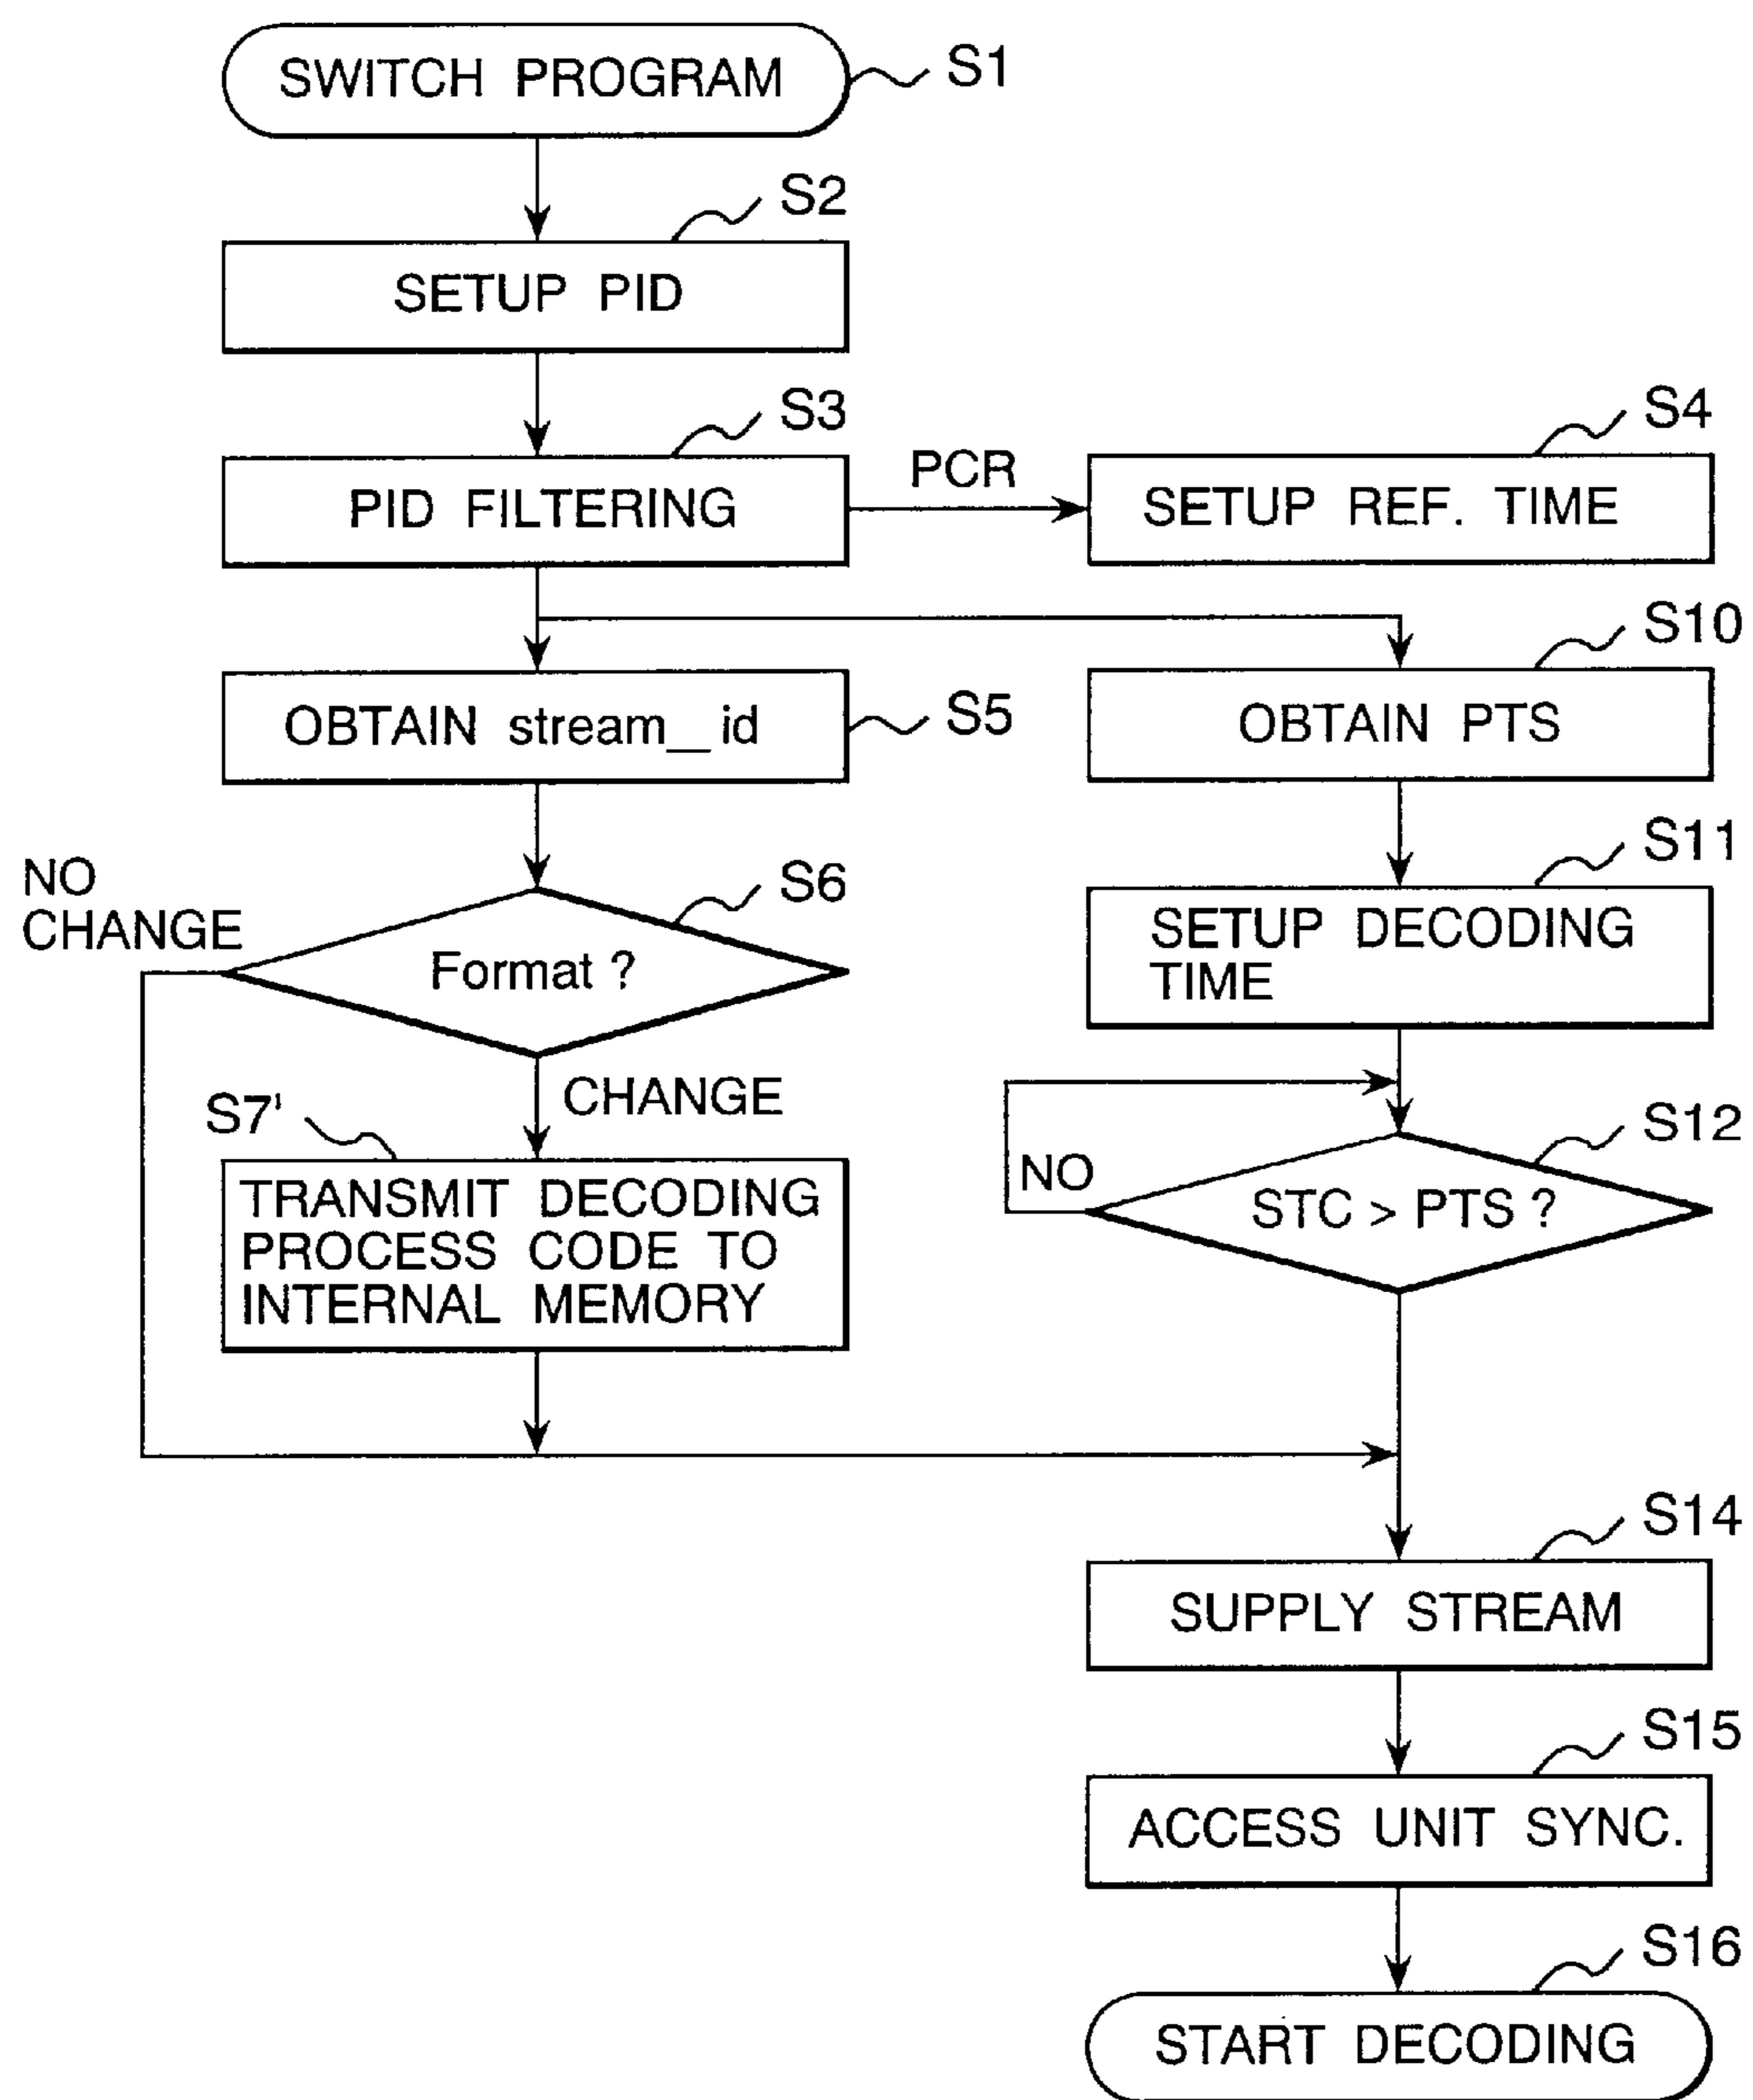 SWITCH PROGRAM
S1
S2
SETUP PID
S3
S4
PID FILTERING
PCR
SETUP REF. TIME
S10
OBTAIN stream__id
S5
OBTAIN PTS
S11
NO
CHANGE
S6
Format ?
SETUP DECODING
TIME
CHANGE
S7'
S12
NO
STC > PTS ?
TRANSMIT DECODING
PROCESS CODE TO
INTERNAL MEMORY
S14
SUPPLY STREAM
S15
ACCESS UNIT SYNC.
S16
START DECODING